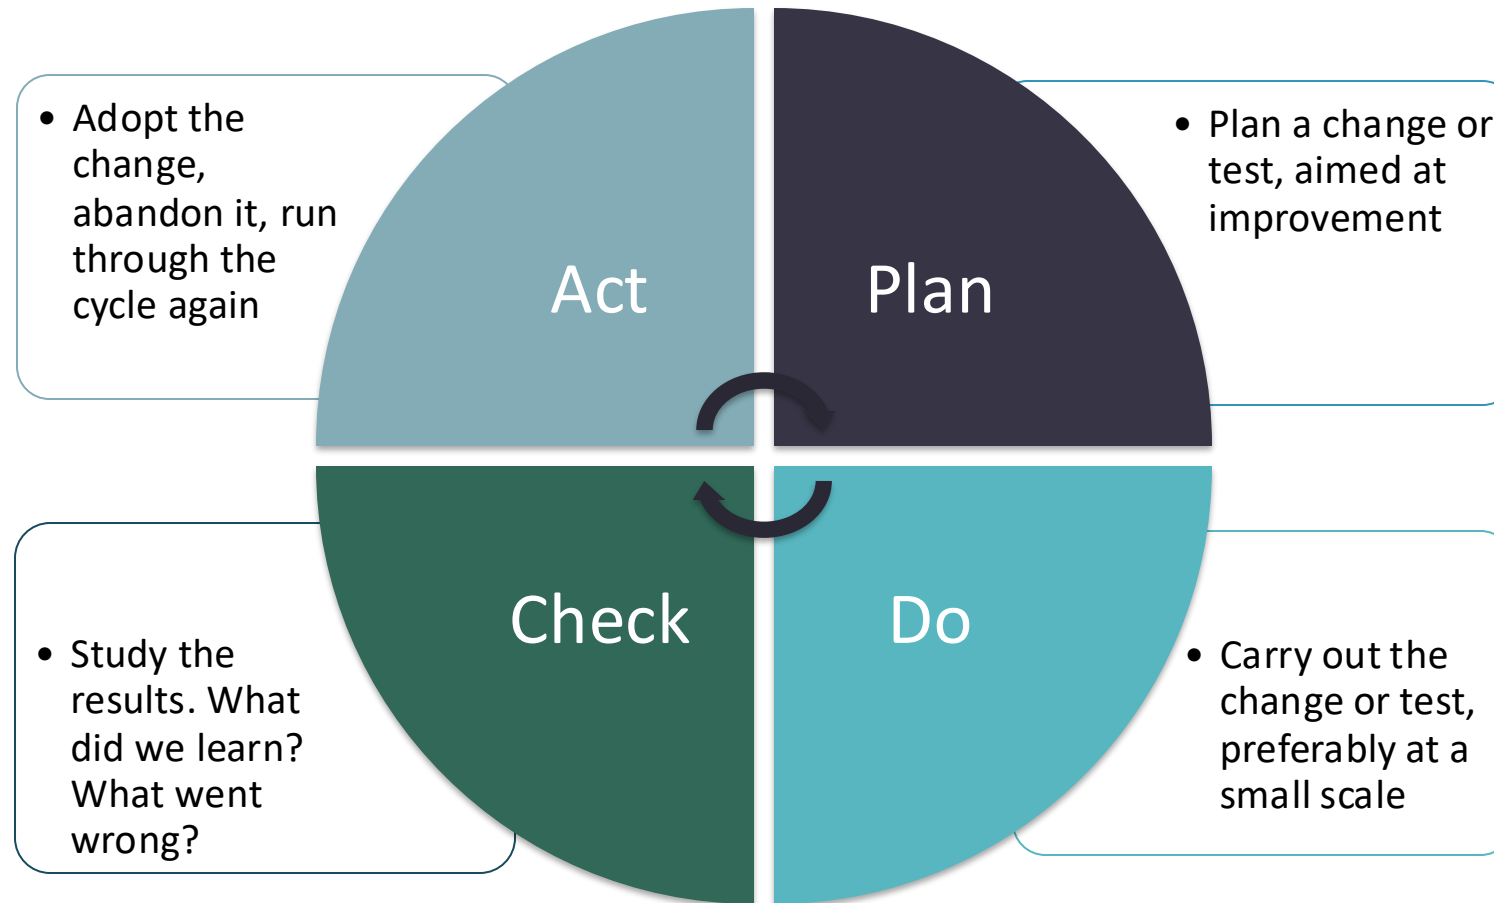 • Adopt the
change,
abandon it, run
through the
cycle again
Act
Plan
• Plan a change or
test, aimed at
improvement
Check
• Study the
results. What
did we learn?
What went
wrong?
Do
• Carry out the
change or test,
preferably at a
small scale